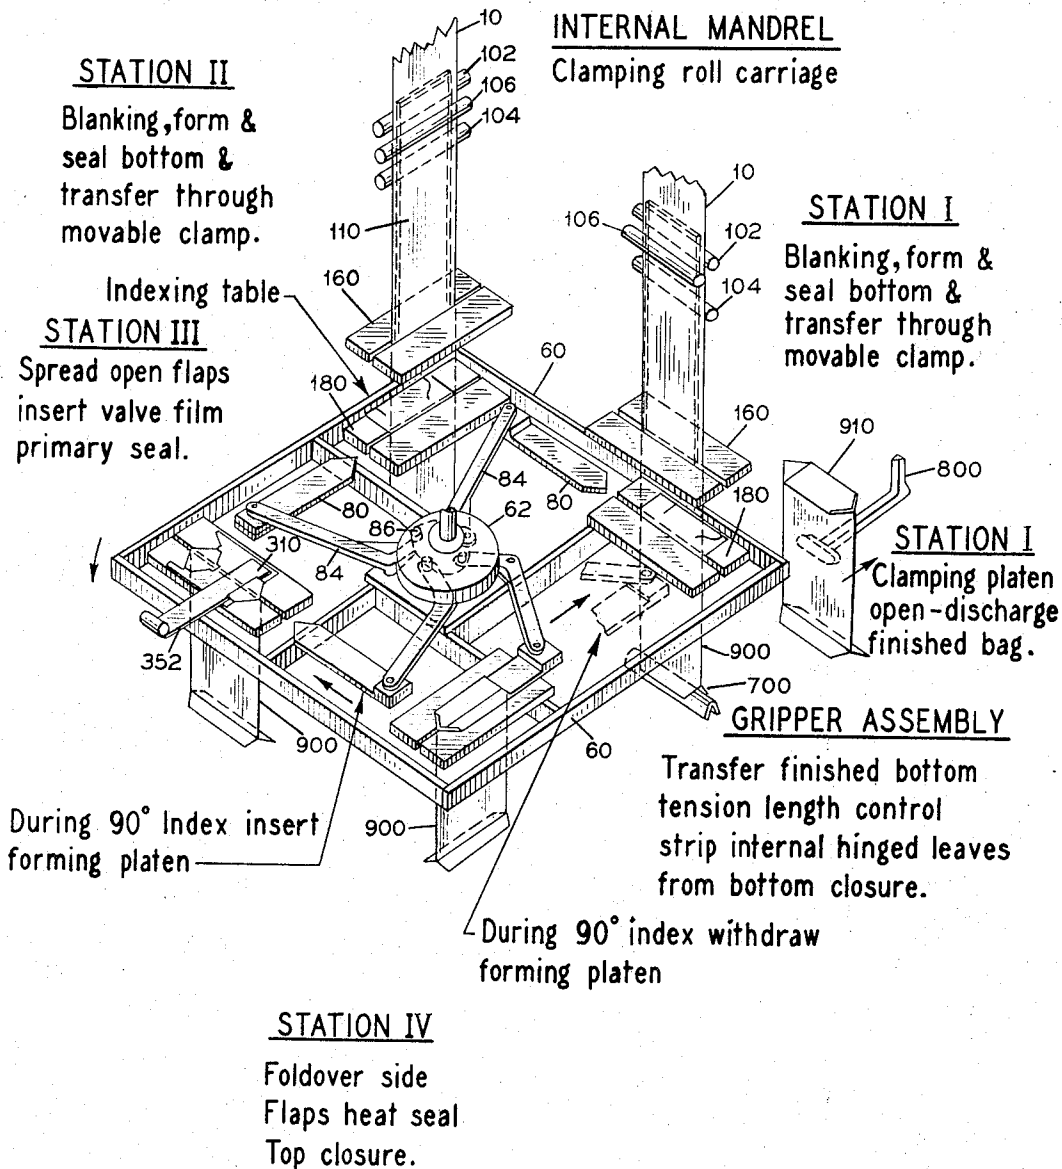 INTERNAL MANDREL
Clamping roll carriage
10
102
106
104
STATION II
Blanking, form &
seal bottom &
transfer through
movable clamp.
110
10
106
102
104
STATION I
Blanking, form &
seal bottom &
transfer through
movable clamp.
160
Indexing table
STATION III
Spread open flaps
insert valve film
primary seal.
180
60
160
910
800
84
80
62
80
86
310
84
180
STATION I
Clamping platen
open-discharge
finished bag.
352
900
700
900
60
900
GRIPPER ASSEMBLY
Transfer finished bottom
tension length control
strip internal hinged leaves
from bottom closure.
During 90° Index insert
forming platen
During 90° index withdraw
forming platen
STATION IV
Foldover side
Flaps heat seal
Top closure.